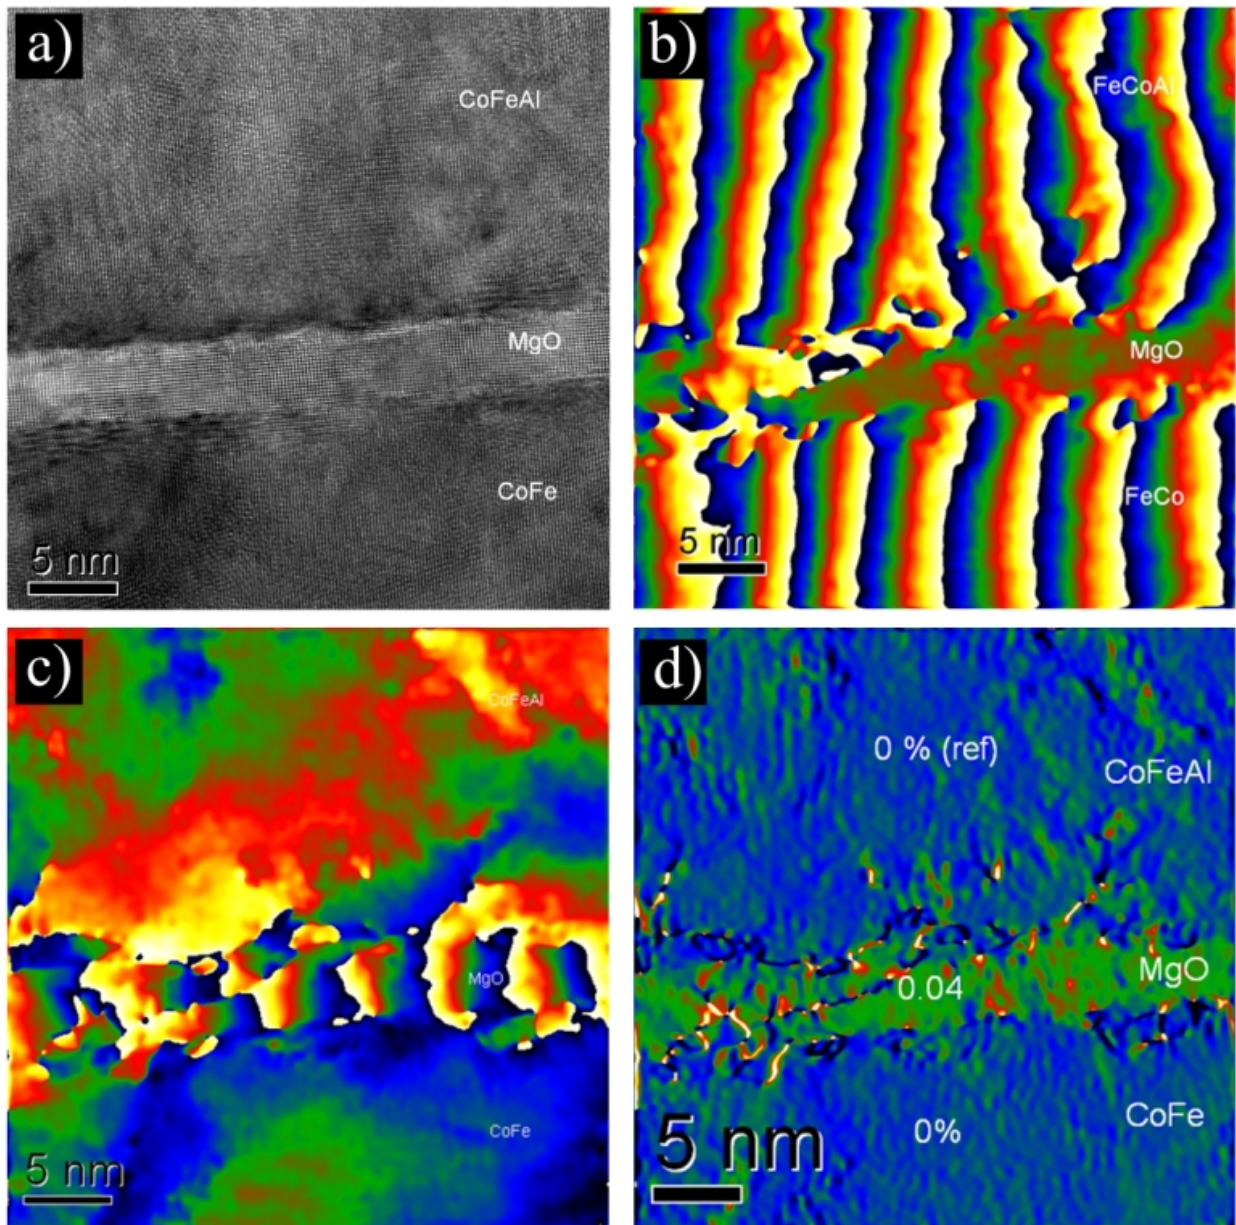 a)
CoFeAl
MgO
CoFe
5 nm
b)
FeCoAl
MgO
FeCo
5 nm
c)
CoFeAl
MgO
CoFe
5 nm
d)
0 % (ref)
CoFeAl
MgO
0.04
CoFe
0%
5 nm